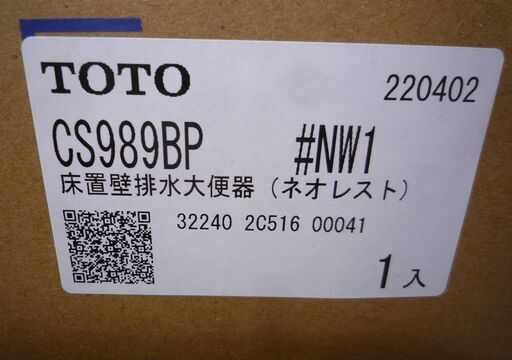 TOTO 220402
CS989BP #NW1
床置壁排水大便器(ネオレスト)
32240 2C516 00041
1入